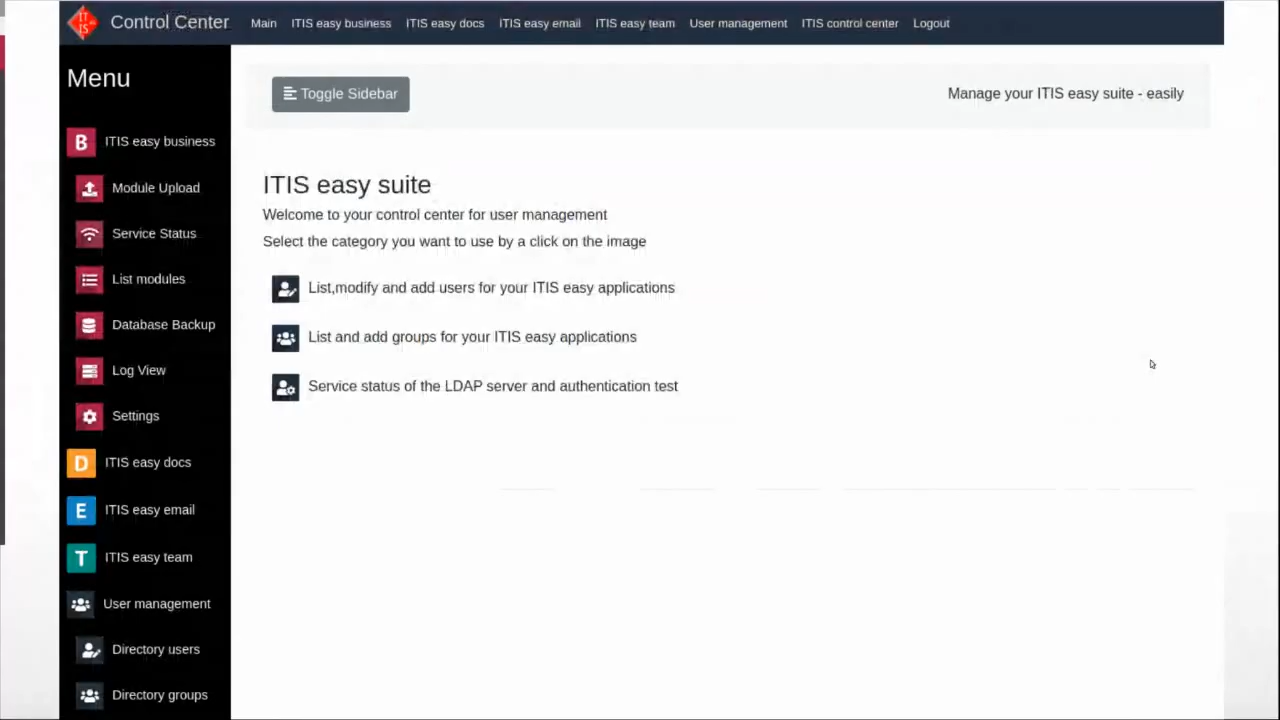 IT
IS
Control Center
Main
ITIS easy business
ITIS easy docs
ITIS easy email
ITIS easy team
User management
ITIS control center
Logout
Menu
B ITIS easy business
Module Upload
Service Status
List modules
Database Backup
Log View
Settings
D ITIS easy docs
E ITIS easy email
T ITIS easy team
User management
Directory users
Directory groups
Toggle Sidebar
Manage your ITIS easy suite - easily
ITIS easy suite
Welcome to your control center for user management
Select the category you want to use by a click on the image
List,modify and add users for your ITIS easy applications
List and add groups for your ITIS easy applications
Service status of the LDAP server and authentication test